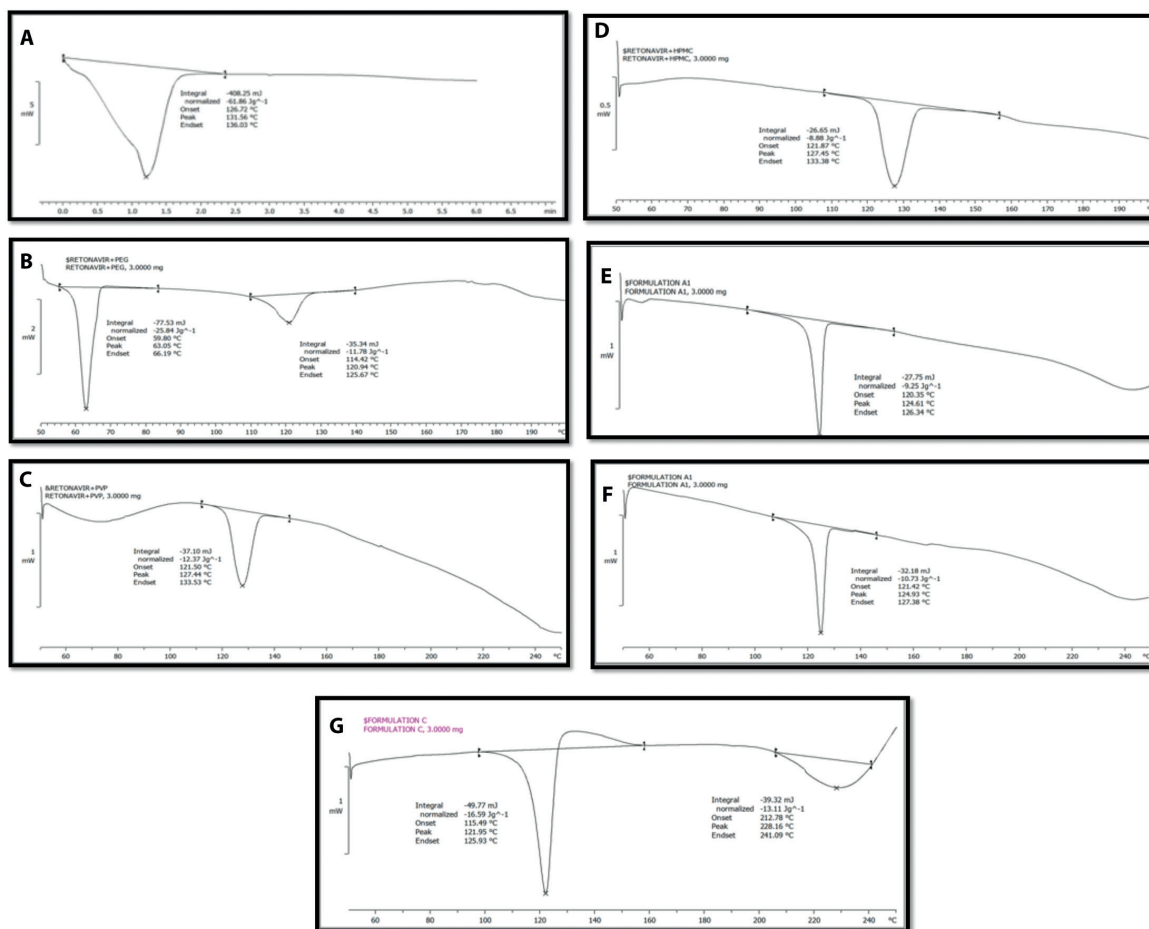 A
5
mW
Integral -408.25 mJ
normalized -61.86 Jg^-1
Onset 126.72 °C
Peak 131.56 °C
Endset 136.03 °C
0.0 0.5 1.0 1.5 2.0 2.5 3.0 3.5 4.0 4.5 5.0 5.5 6.0 6.5 min
B
$RETONAVIR+PEG
RETONAVIR+PEG, 3.0000 mg
2
mW
Integral -77.53 mJ
normalized -25.84 Jg^-1
Onset 59.80 °C
Peak 63.05 °C
Endset 66.19 °C
Integral -35.34 mJ
normalized -11.78 Jg^-1
Onset 114.42 °C
Peak 120.94 °C
Endset 125.67 °C
50 60 70 80 90 100 110 120 130 140 150 160 170 180 190 °C
C
&RETONAVIR+PVP
RETONAVIR+PVP, 3.0000 mg
1
mW
Integral -37.10 mJ
normalized -12.37 Jg^-1
Onset 121.50 °C
Peak 127.44 °C
Endset 133.53 °C
60 80 100 120 140 160 180 200 220 240 °C
D
$RETONAVIR+HPMC
RETONAVIR+HPMC, 3.0000 mg
0.5
mW
Integral -26.65 mJ
normalized -8.88 Jg^-1
Onset 121.87 °C
Peak 127.45 °C
Endset 133.38 °C
50 60 70 80 90 100 110 120 130 140 150 160 170 180 190
E
$FORMULATION A1
FORMULATION A1, 3.0000 mg
1
mW
Integral -27.75 mJ
normalized -9.25 Jg^-1
Onset 120.35 °C
Peak 124.61 °C
Endset 126.34 °C
60 80 100 120 140 160 180 200 220 240
F
$FORMULATION A1
FORMULATION A1, 3.0000 mg
1
mW
Integral -32.18 mJ
normalized -10.73 Jg^-1
Onset 121.42 °C
Peak 124.93 °C
Endset 127.38 °C
60 80 100 120 140 160 180 200 220 240
G
$FORMULATION C
FORMULATION C, 3.0000 mg
1
mW
Integral -49.77 mJ
normalized -16.59 Jg^-1
Onset 115.49 °C
Peak 121.95 °C
Endset 125.93 °C
Integral -39.32 mJ
normalized -13.11 Jg^-1
Onset 212.78 °C
Peak 228.16 °C
Endset 241.09 °C
60 80 100 120 140 160 180 200 220 240 °C